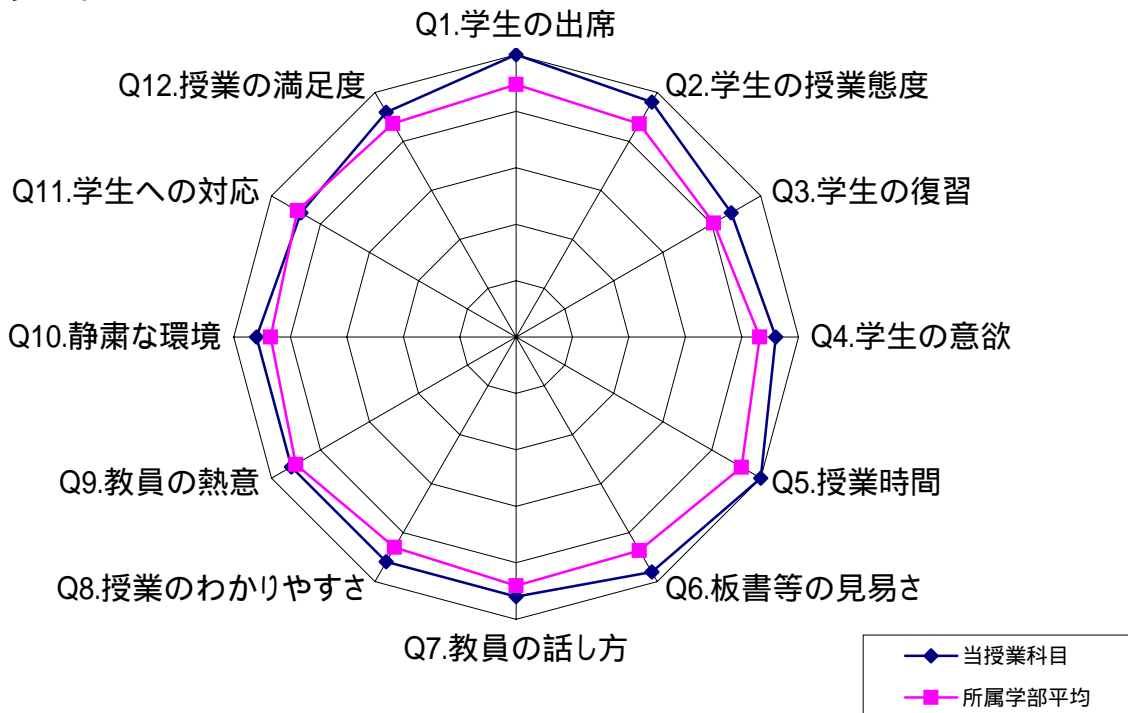 Q1.学生の出席
Q2.学生の授業態度
Q3.学生の復習
Q4.学生の意欲
Q5.授業時間
Q6.板書等の見易さ
Q7.教員の話し方
Q8.授業のわかりやすさ
Q9.教員の熱意
Q10.静粛な環境
Q11.学生への対応
Q12.授業の満足度
当授業科目
所属学部平均